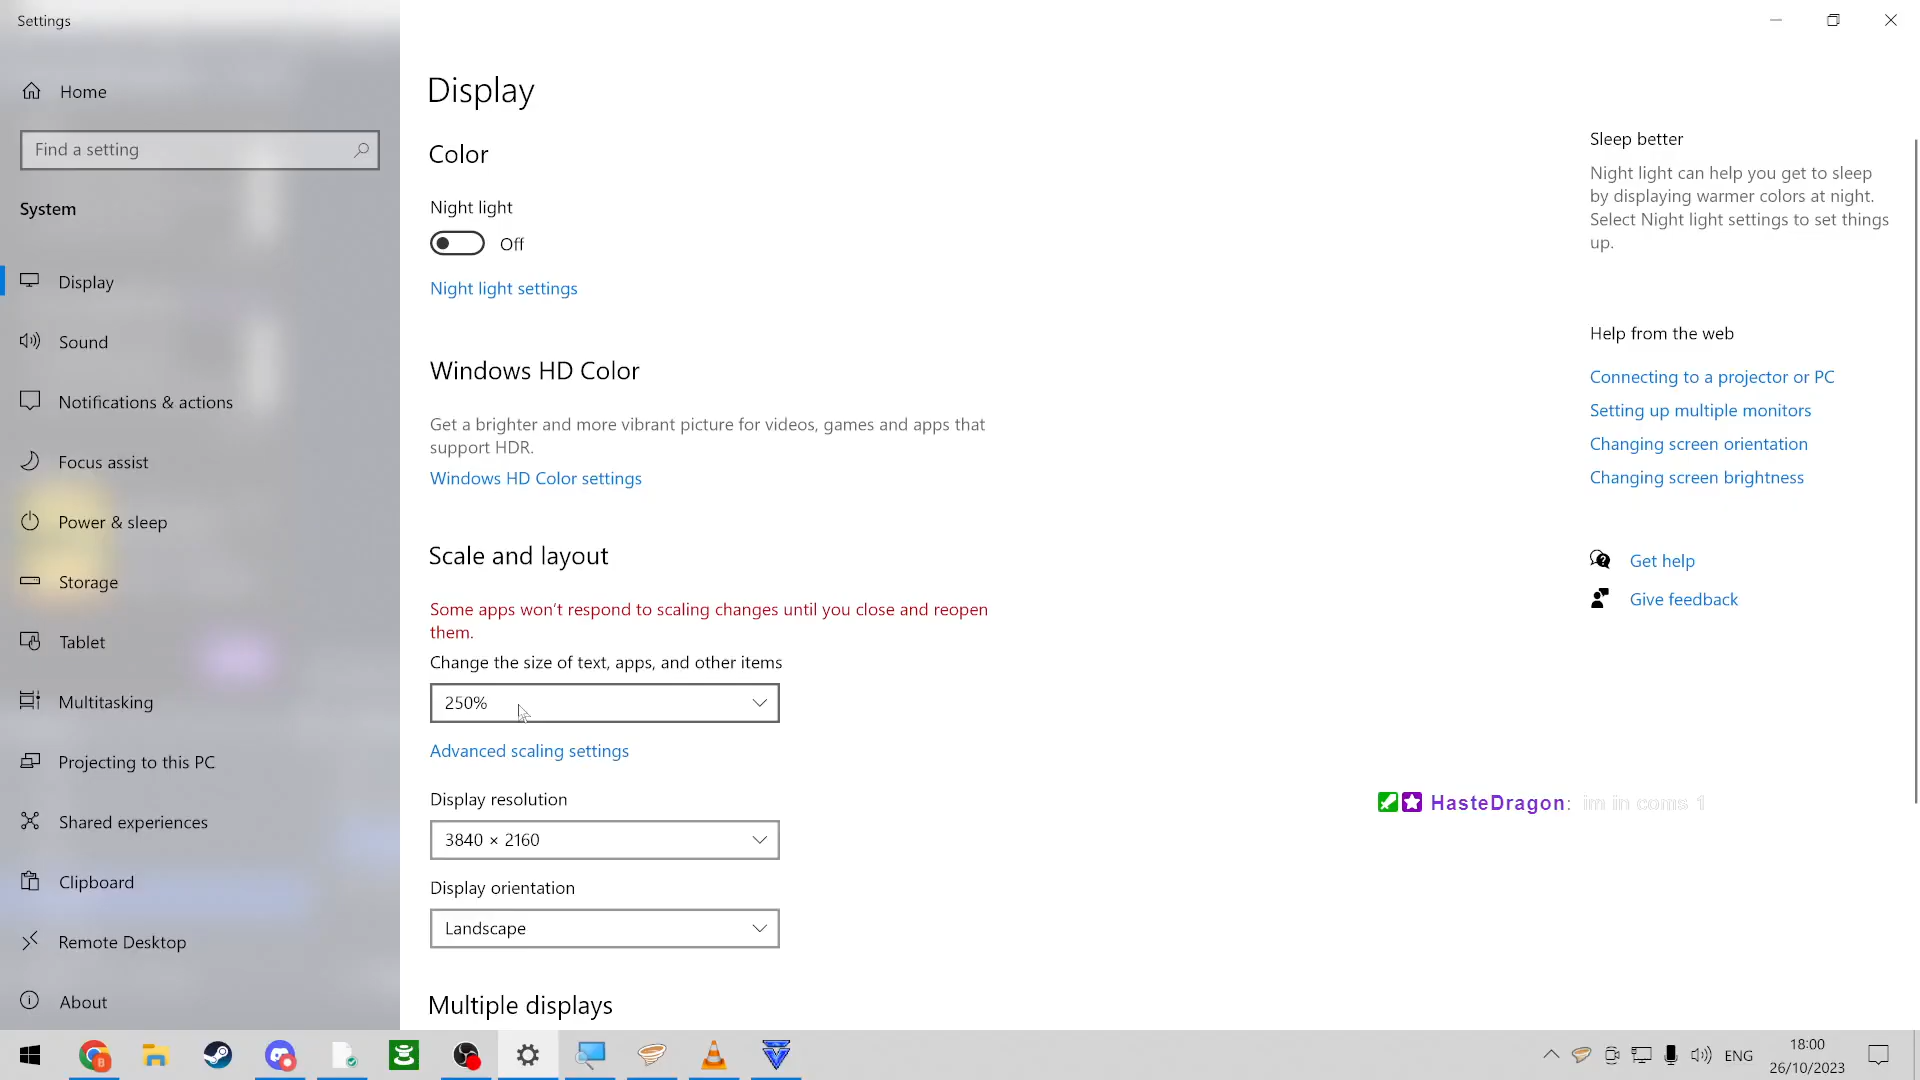 Settings
Home
Find a setting
System
Display
Sound
Notifications & actions
Focus assist
Power & sleep
Storage
Tablet
Multitasking
Projecting to this PC
Shared experiences
Clipboard
Remote Desktop
About
Display
Color
Night light
Off
Night light settings
Windows HD Color
Get a brighter and more vibrant picture for videos, games and apps that
support HDR.
Windows HD Color settings
Scale and layout
Some apps won't respond to scaling changes until you close and reopen
them.
Change the size of text, apps, and other items
250%
Advanced scaling settings
Display resolution
3840 × 2160
Display orientation
Landscape
Multiple displays
Sleep better
Night light can help you get to sleep
by displaying warmer colors at night.
Select Night light settings to set things
up.
Help from the web
Connecting to a projector or PC
Setting up multiple monitors
Changing screen orientation
Changing screen brightness
Get help
Give feedback
HasteDragon: im in coms 1
ENG
18:00
26/10/2023